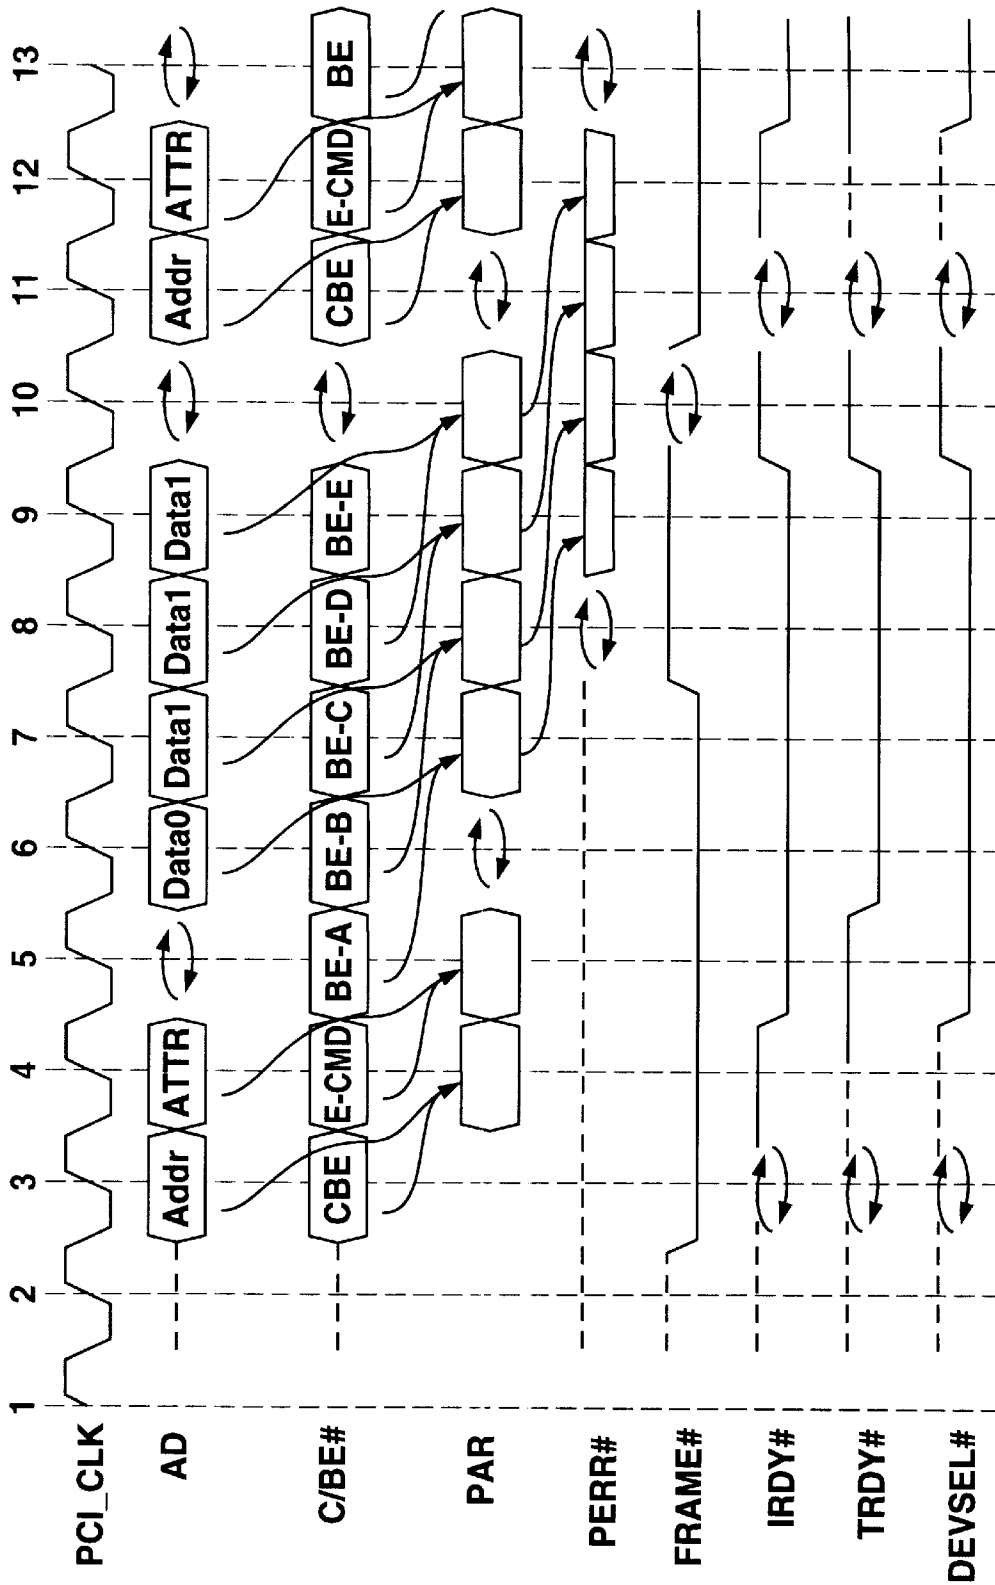 1 2 3 4 5 6 7 8 9 10 11 12 13
PCI_CLK
AD Addr ATTR Data0 Data1 Data1 Data1 Addr ATTR
C/BE# CBE E-CMD BE-A BE-B BE-C BE-D BE-E CBE E-CMD BE
PAR
PERR#
FRAME#
IRDY#
TRDY#
DEVSEL#